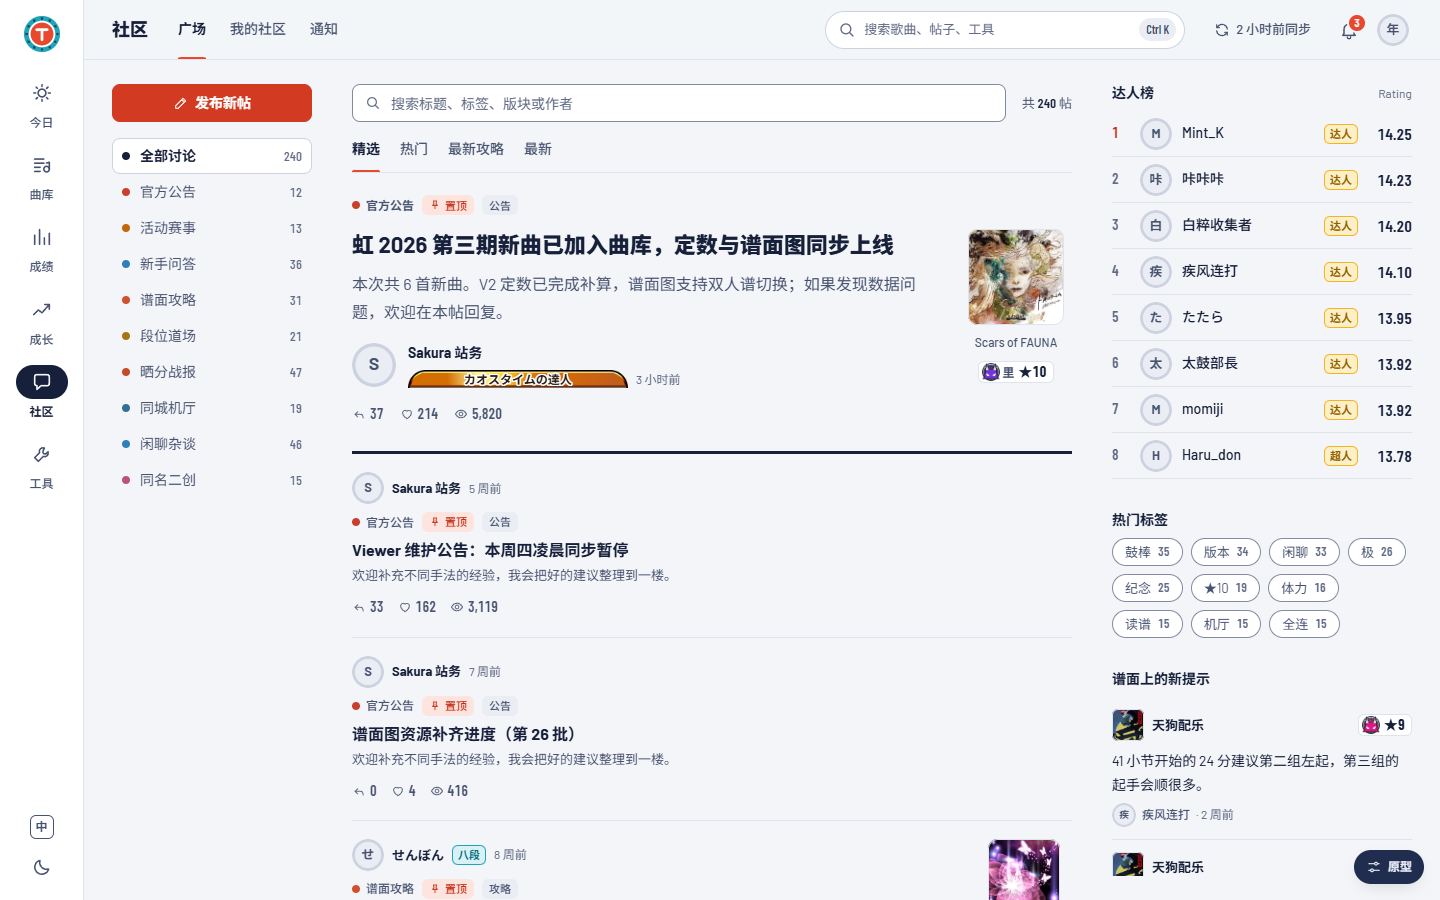 T
今日
曲库
成绩
成长
社区
工具
中
社区
广场
我的社区
通知
搜索歌曲、帖子、工具
Ctrl K
2 小时前同步
3
年
发布新帖
全部讨论 240
官方公告 12
活动赛事 13
新手问答 36
谱面攻略 31
段位道场 21
晒分战报 47
同城机厅 19
闲聊杂谈 46
同名二创 15
搜索标题、标签、版块或作者
共 240 帖
精选 热门 最新攻略 最新
官方公告 置顶 公告
虹 2026 第三期新曲已加入曲库，定数与谱面图同步上线
本次共 6 首新曲。V2 定数已完成补算，谱面图支持双人谱切换；如果发现数据问
题，欢迎在本帖回复。
S
Sakura 站务
カオスタイムの達人
3 小时前
37 214 5,820
Scars of FAUNA
里 ★10
S
Sakura 站务 5 周前
官方公告 置顶 公告
Viewer 维护公告：本周四凌晨同步暂停
欢迎补充不同手法的经验，我会把好的建议整理到一楼。
33 162 3,119
S
Sakura 站务 7 周前
官方公告 置顶 公告
谱面图资源补齐进度（第 26 批）
欢迎补充不同手法的经验，我会把好的建议整理到一楼。
0 4 416
せ
せんぼん 八段 8 周前
谱面攻略 置顶 攻略
达人榜 Rating
1 M Mint_K 达人 14.25
2 咔 咔咔咔 达人 14.23
3 白 白粹收集者 达人 14.20
4 疾 疾风连打 达人 14.10
5 た たたら 达人 13.95
6 太 太鼓部長 达人 13.92
7 M momiji 达人 13.92
8 H Haru_don 超人 13.78
热门标签
鼓棒 35 版本 34 闲聊 33 极 26
纪念 25 ★10 19 体力 16
读谱 15 机厅 15 全连 15
谱面上的新提示
天狗配乐 ★9
41 小节开始的 24 分建议第二组左起，第三组的
起手会顺很多。
疾 疾风连打 · 2 周前
天狗配乐
原型